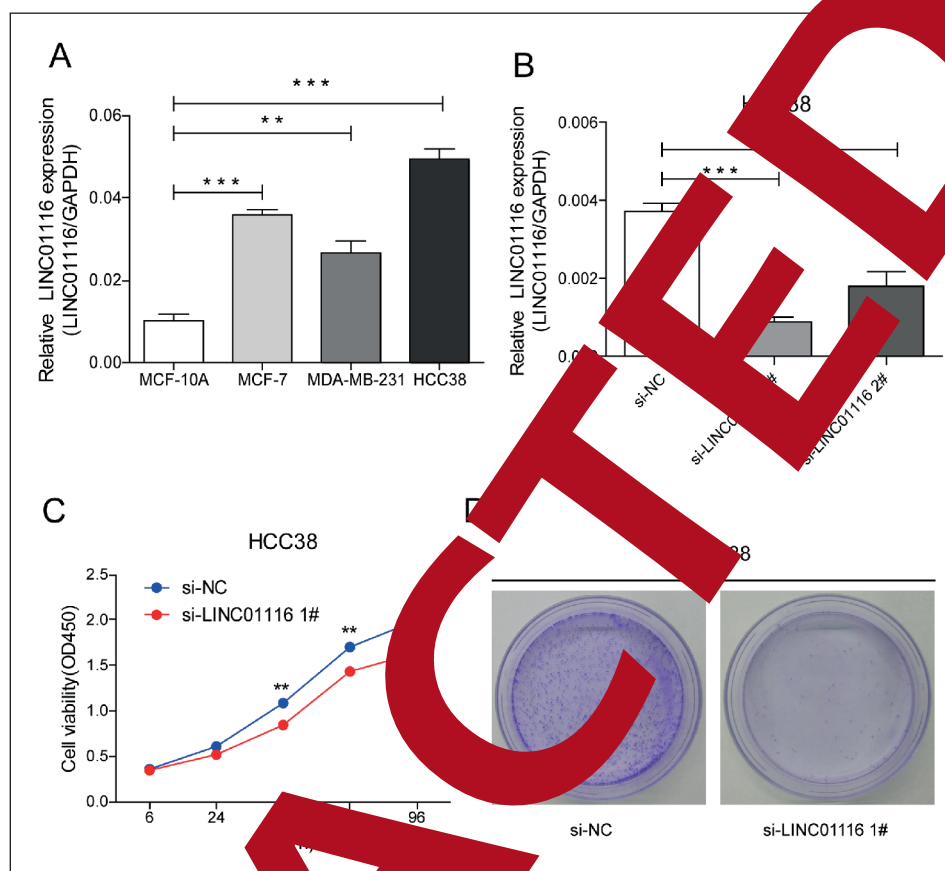 A
***
**
***
Relative LINC01116 expression
(LINC01116/GAPDH)
0.06
0.04
0.02
0.00
MCF-10A MCF-7 MDA-MB-231 HCC38
B
***
Relative LINC01116 expression
(LINC01116/GAPDH)
0.006
0.004
0.002
si-NC
si-LINC01116 2#
C
HCC38
si-NC
si-LINC01116 1#
Cell viability(OD450)
2.5
2.0
1.5
1.0
0.5
0.0
**
**
6 24 96
si-NC si-LINC01116 1#
ACTED